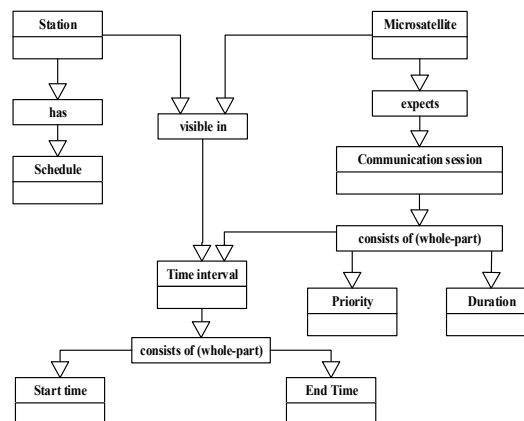 Station
Microsatellite
has
expects
visible in
Schedule
Communication session
consists of (whole-part)
Time interval
Priority
Duration
consists of (whole-part)
Start time
End Time